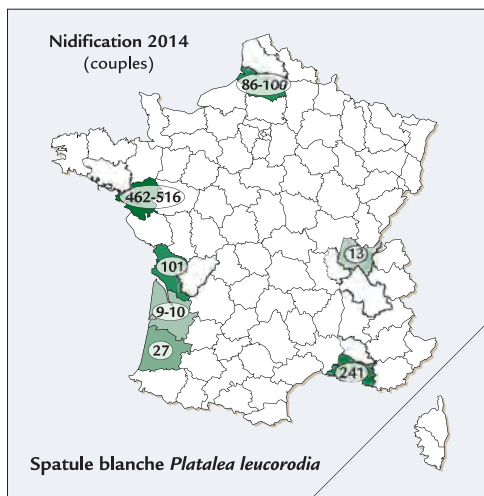 Nidification 2014
(couples)
86-100
462-516
13
101
9-10
27
241
Spatule blanche Platalea leucorodia